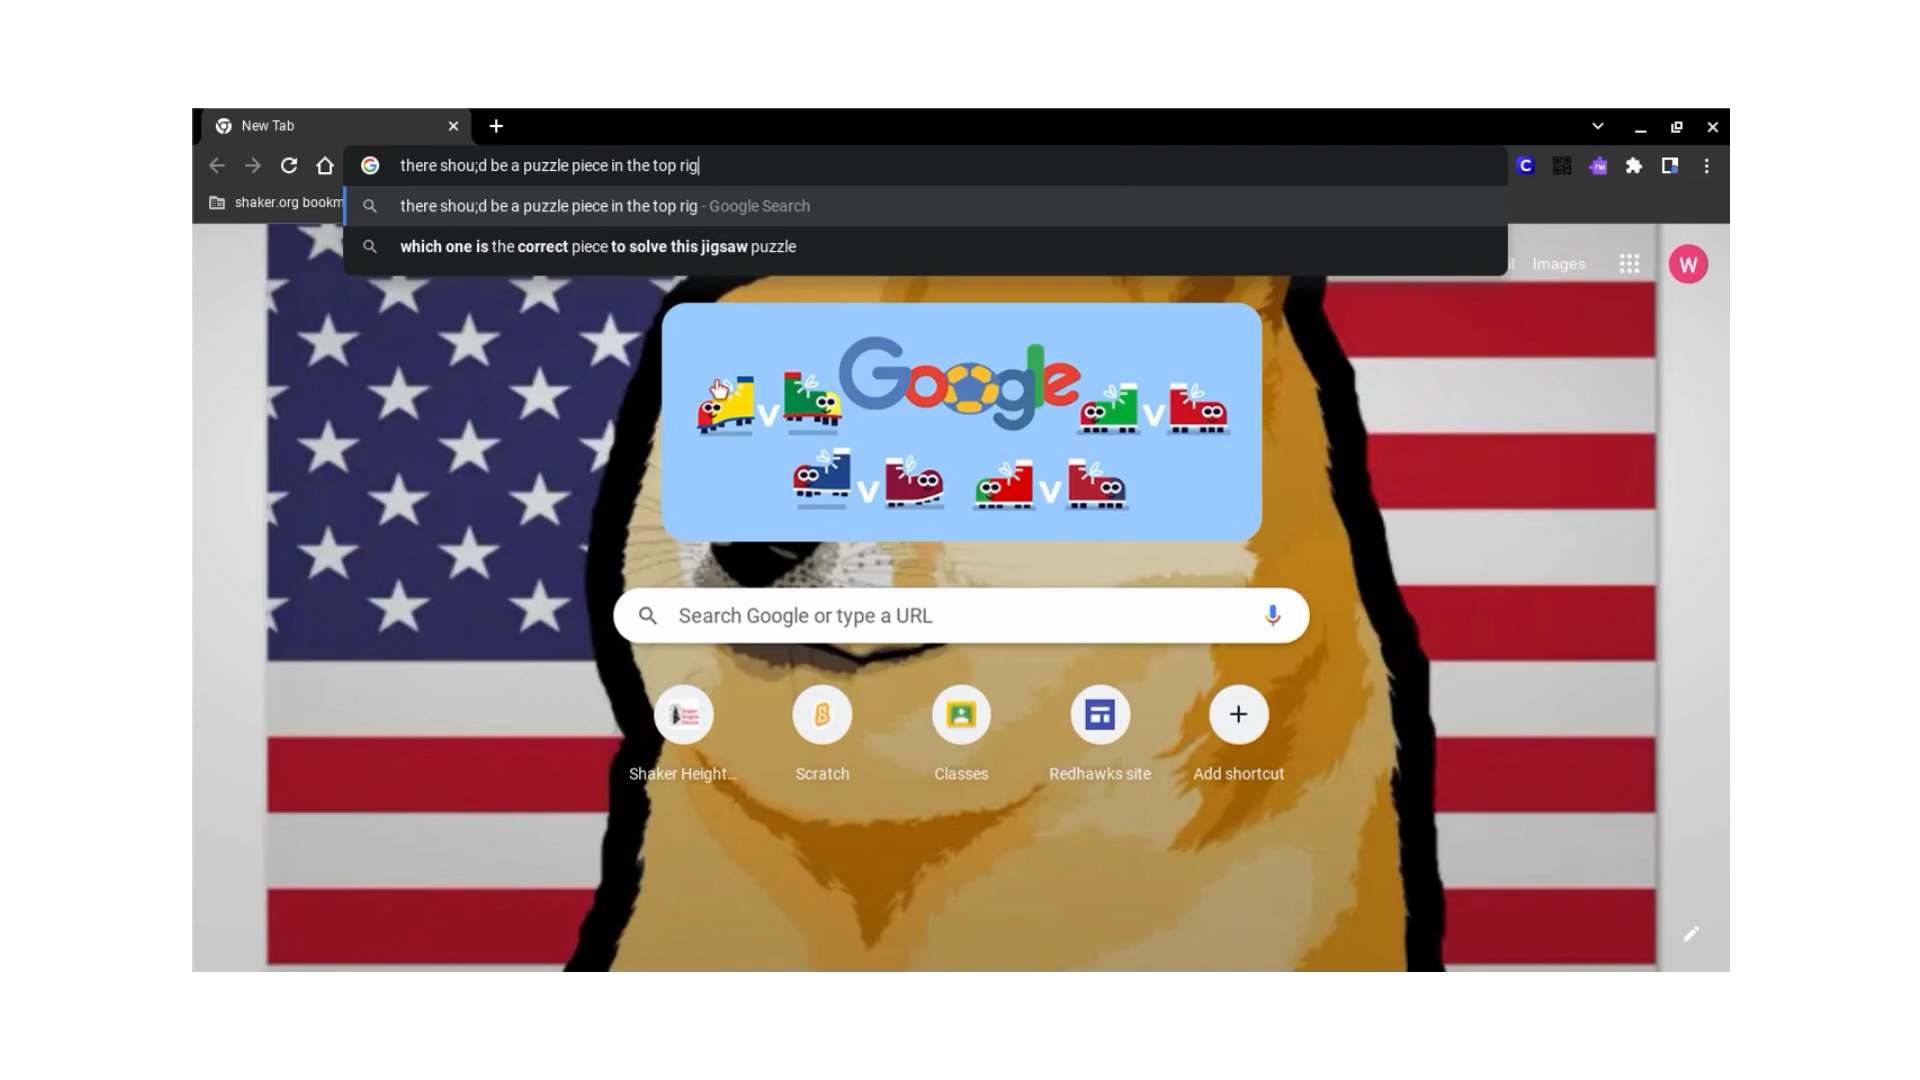 New Tab
there shou;d be a puzzle piece in the top rig
shaker.org bookm
there shou;d be a puzzle piece in the top rig - Google Search
which one is the correct piece to solve this jigsaw puzzle
Images
W
Google
V V
V V
Search Google or type a URL
Shaker Height...
Scratch
Classes
Redhawks site
Add shortcut